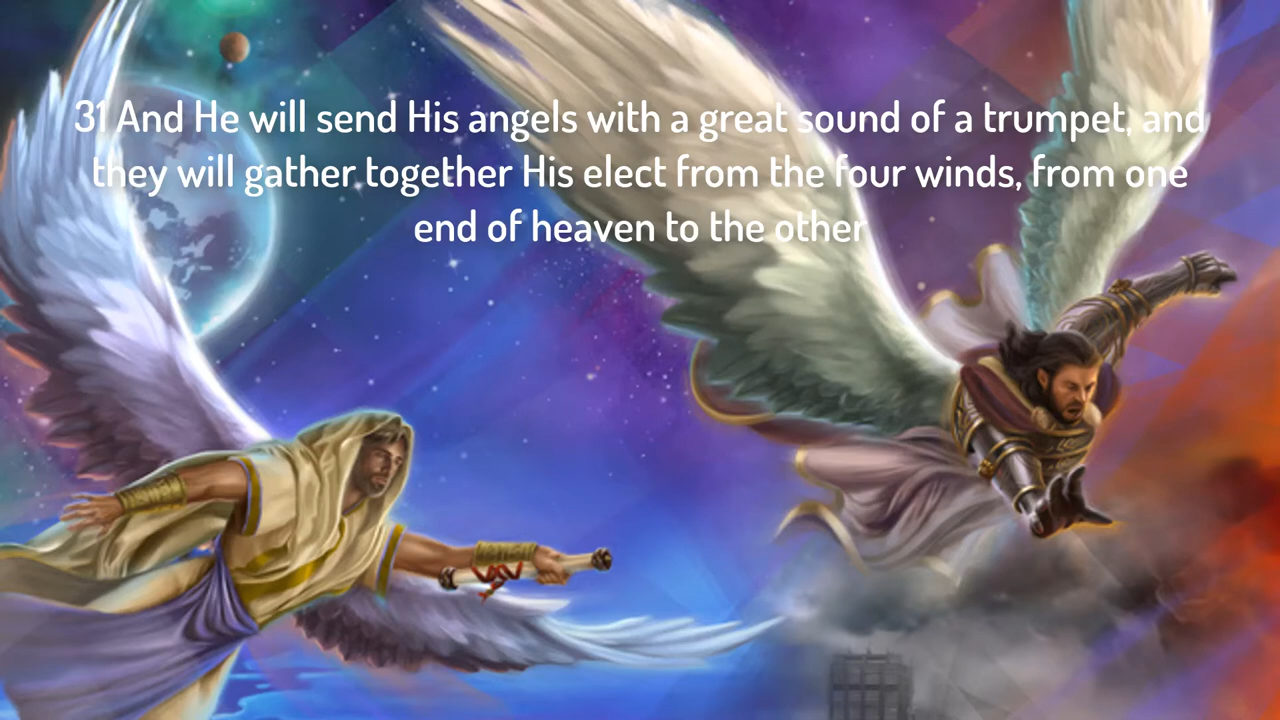 31 And He will send His angels with a great sound of a trumpet, and
they will gather together His elect from the four winds, from one
end of heaven to the other